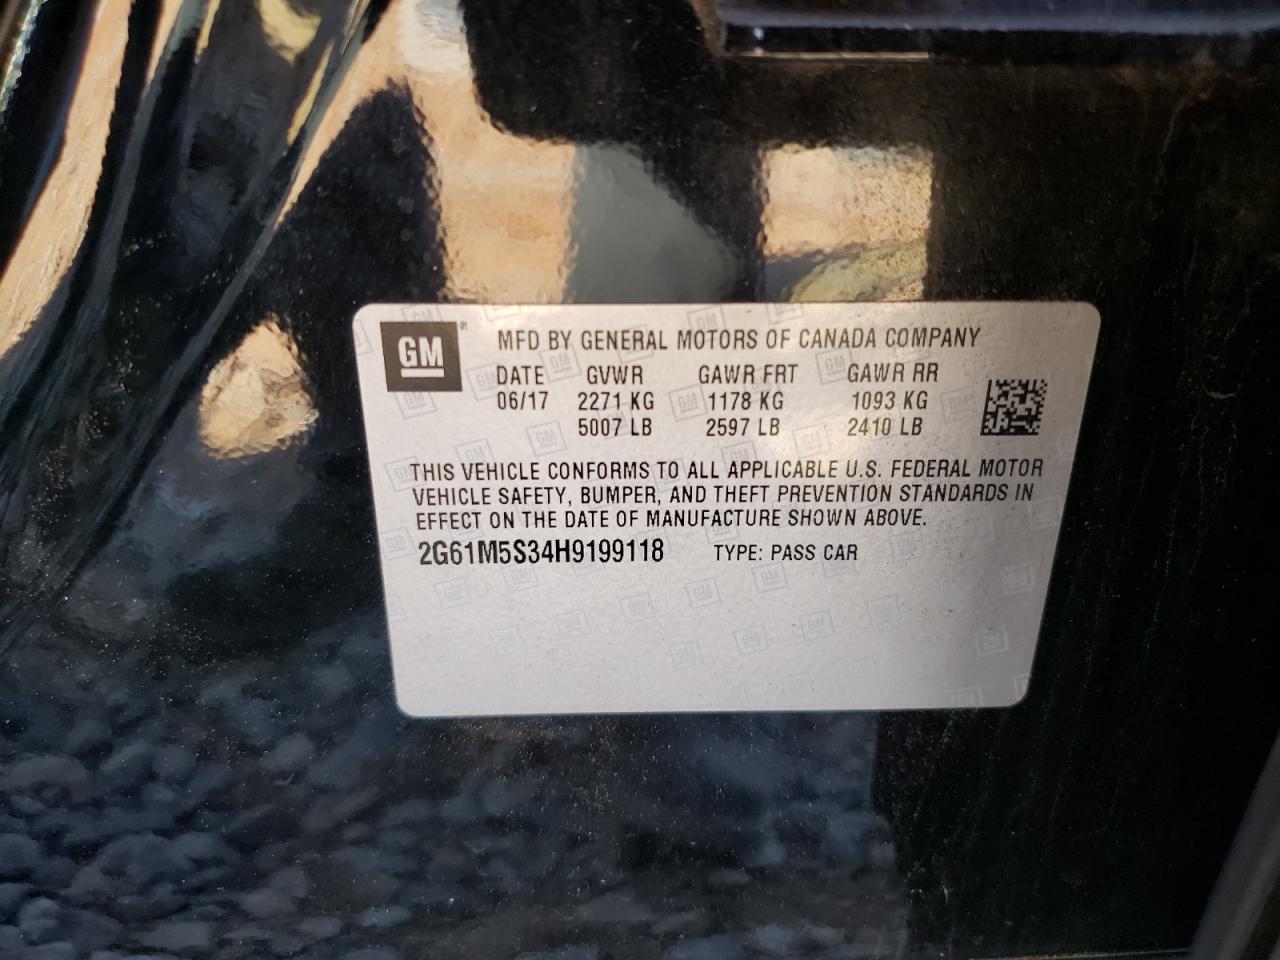 GM®
MFD BY GENERAL MOTORS OF CANADA COMPANY
DATE GVWR GAWR FRT GAWR RR
06/17 2271 KG 1178 KG 1093 KG
5007 LB 2597 LB 2410 LB
THIS VEHICLE CONFORMS TO ALL APPLICABLE U.S. FEDERAL MOTOR
VEHICLE SAFETY, BUMPER, AND THEFT PREVENTION STANDARDS IN
EFFECT ON THE DATE OF MANUFACTURE SHOWN ABOVE.
2G61M5S34H9199118 TYPE: PASS CAR